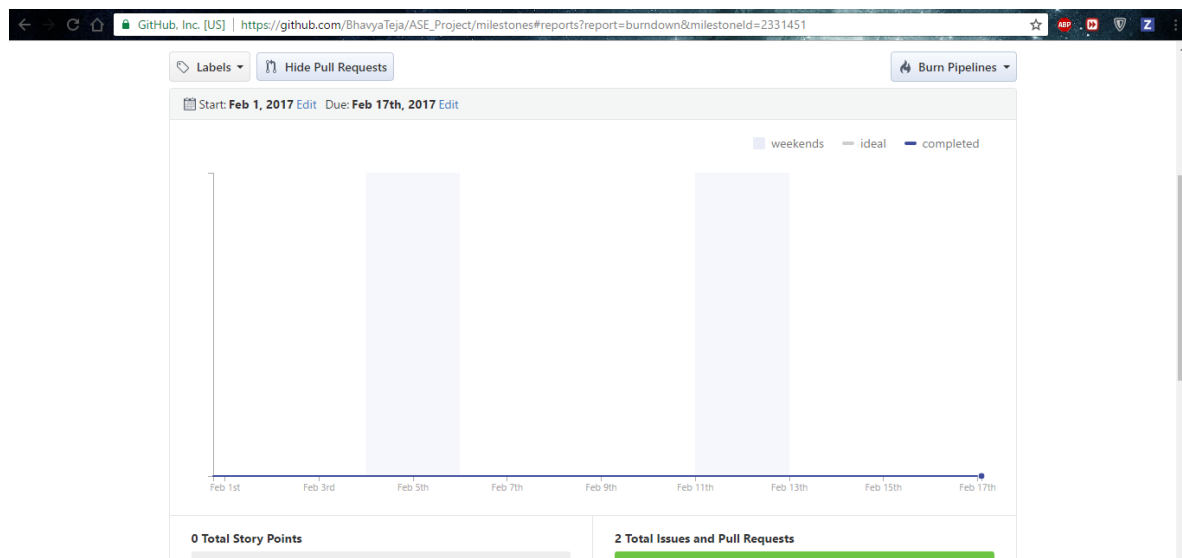 GitHub, Inc. [US] | https://github.com/BhavyaTeja/ASE_Project/milestones#reports?report=burndown&milestoneId=2331451
ABP
Z
Labels Hide Pull Requests Burn Pipelines
Start: Feb 1, 2017 Edit Due: Feb 17th, 2017 Edit
weekends ideal completed
Feb 1st Feb 3rd Feb 5th Feb 7th Feb 9th Feb 11th Feb 13th Feb 15th Feb 17th
0 Total Story Points 2 Total Issues and Pull Requests